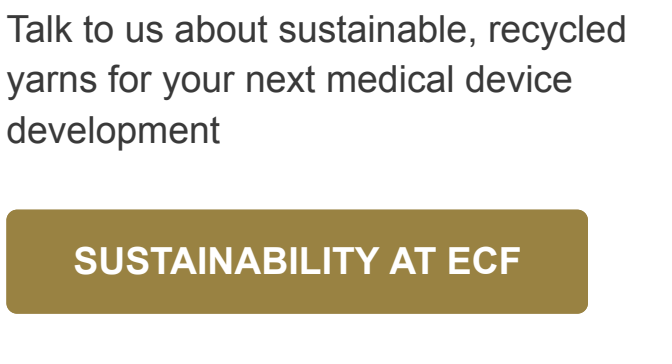 Talk to us about sustainable, recycled
yarns for your next medical device
development
SUSTAINABILITY AT ECF